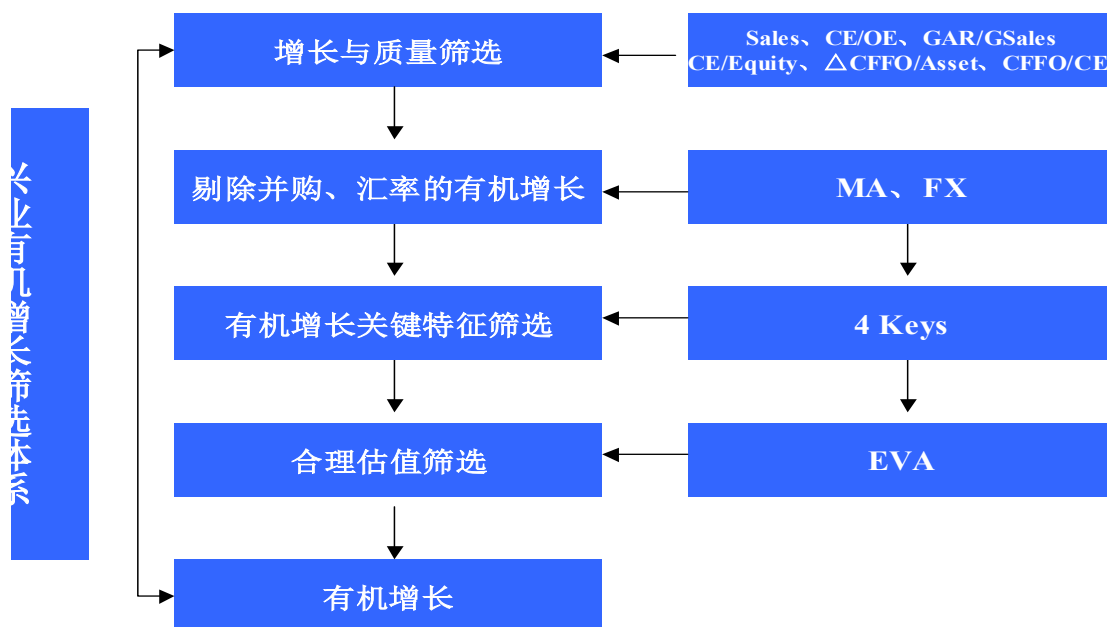 兴业有机增长筛选体系
增长与质量筛选
Sales、CE/OE、GAR/GSales
CE/Equity、△CFFO/Asset、CFFO/CE
剔除并购、汇率的有机增长
MA、FX
有机增长关键特征筛选
4 Keys
合理估值筛选
EVA
有机增长